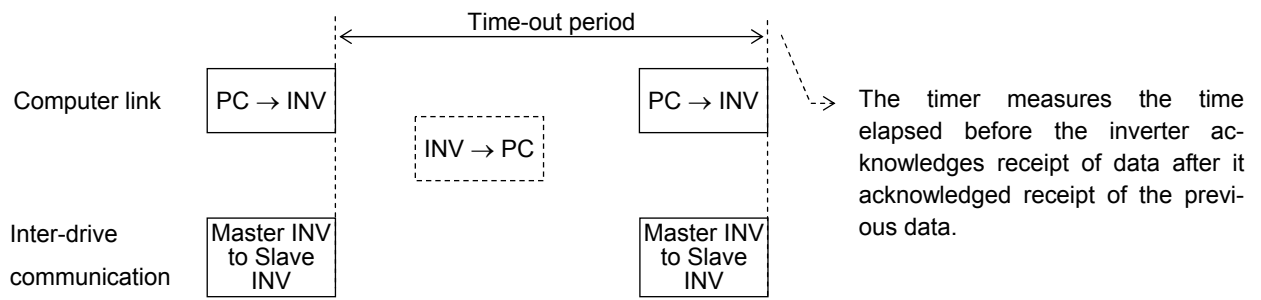 Time-out period
Computer link
PC → INV
PC → INV
INV → PC
The timer measures the time
elapsed before the inverter ac-
knowledges receipt of data after it
acknowledged receipt of the previ-
ous data.
Inter-drive
communication
Master INV
to Slave
INV
Master INV
to Slave
INV